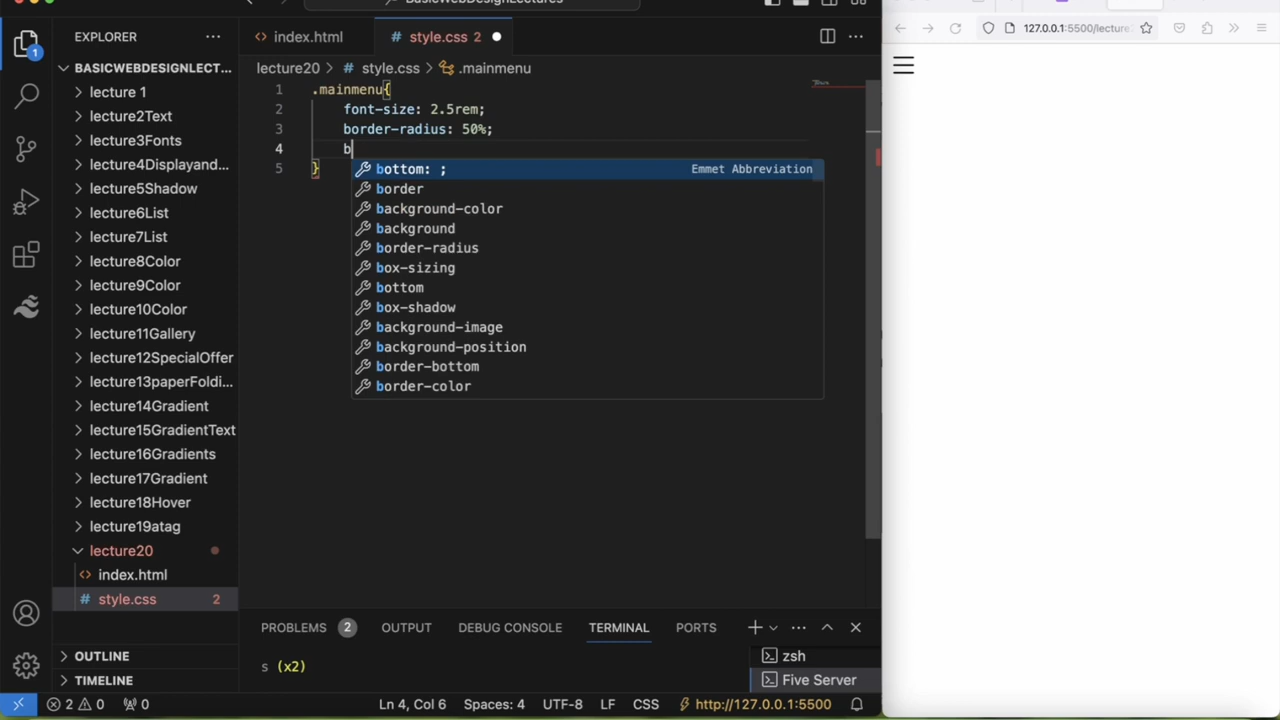 BasicWebDesignLectures
EXPLORER
index.html
style.css 2
127.0.0.1:5500/lecture
1
BASICWEBDESIGNLECT...
lecture 1
lecture2Text
lecture3Fonts
lecture4Displayand...
lecture5Shadow
lecture6List
lecture7List
lecture8Color
lecture9Color
lecture10Color
lecture11Gallery
lecture12SpecialOffer
lecture13paperFoldi...
lecture14Gradient
lecture15GradientText
lecture16Gradients
lecture17Gradient
lecture18Hover
lecture19atag
lecture20
index.html
style.css 2
OUTLINE
TIMELINE
lecture20 > # style.css > .mainmenu
1 .mainmenu{
2 font-size: 2.5rem;
3 border-radius: 50%;
4 b
5 }
bottom: ; Emmet Abbreviation
border
background-color
background
border-radius
box-sizing
bottom
box-shadow
background-image
background-position
border-bottom
border-color
PROBLEMS 2 OUTPUT DEBUG CONSOLE TERMINAL PORTS
s (x2)
zsh
Five Server
2 0 0 Ln 4, Col 6 Spaces: 4 UTF-8 LF CSS http://127.0.0.1:5500